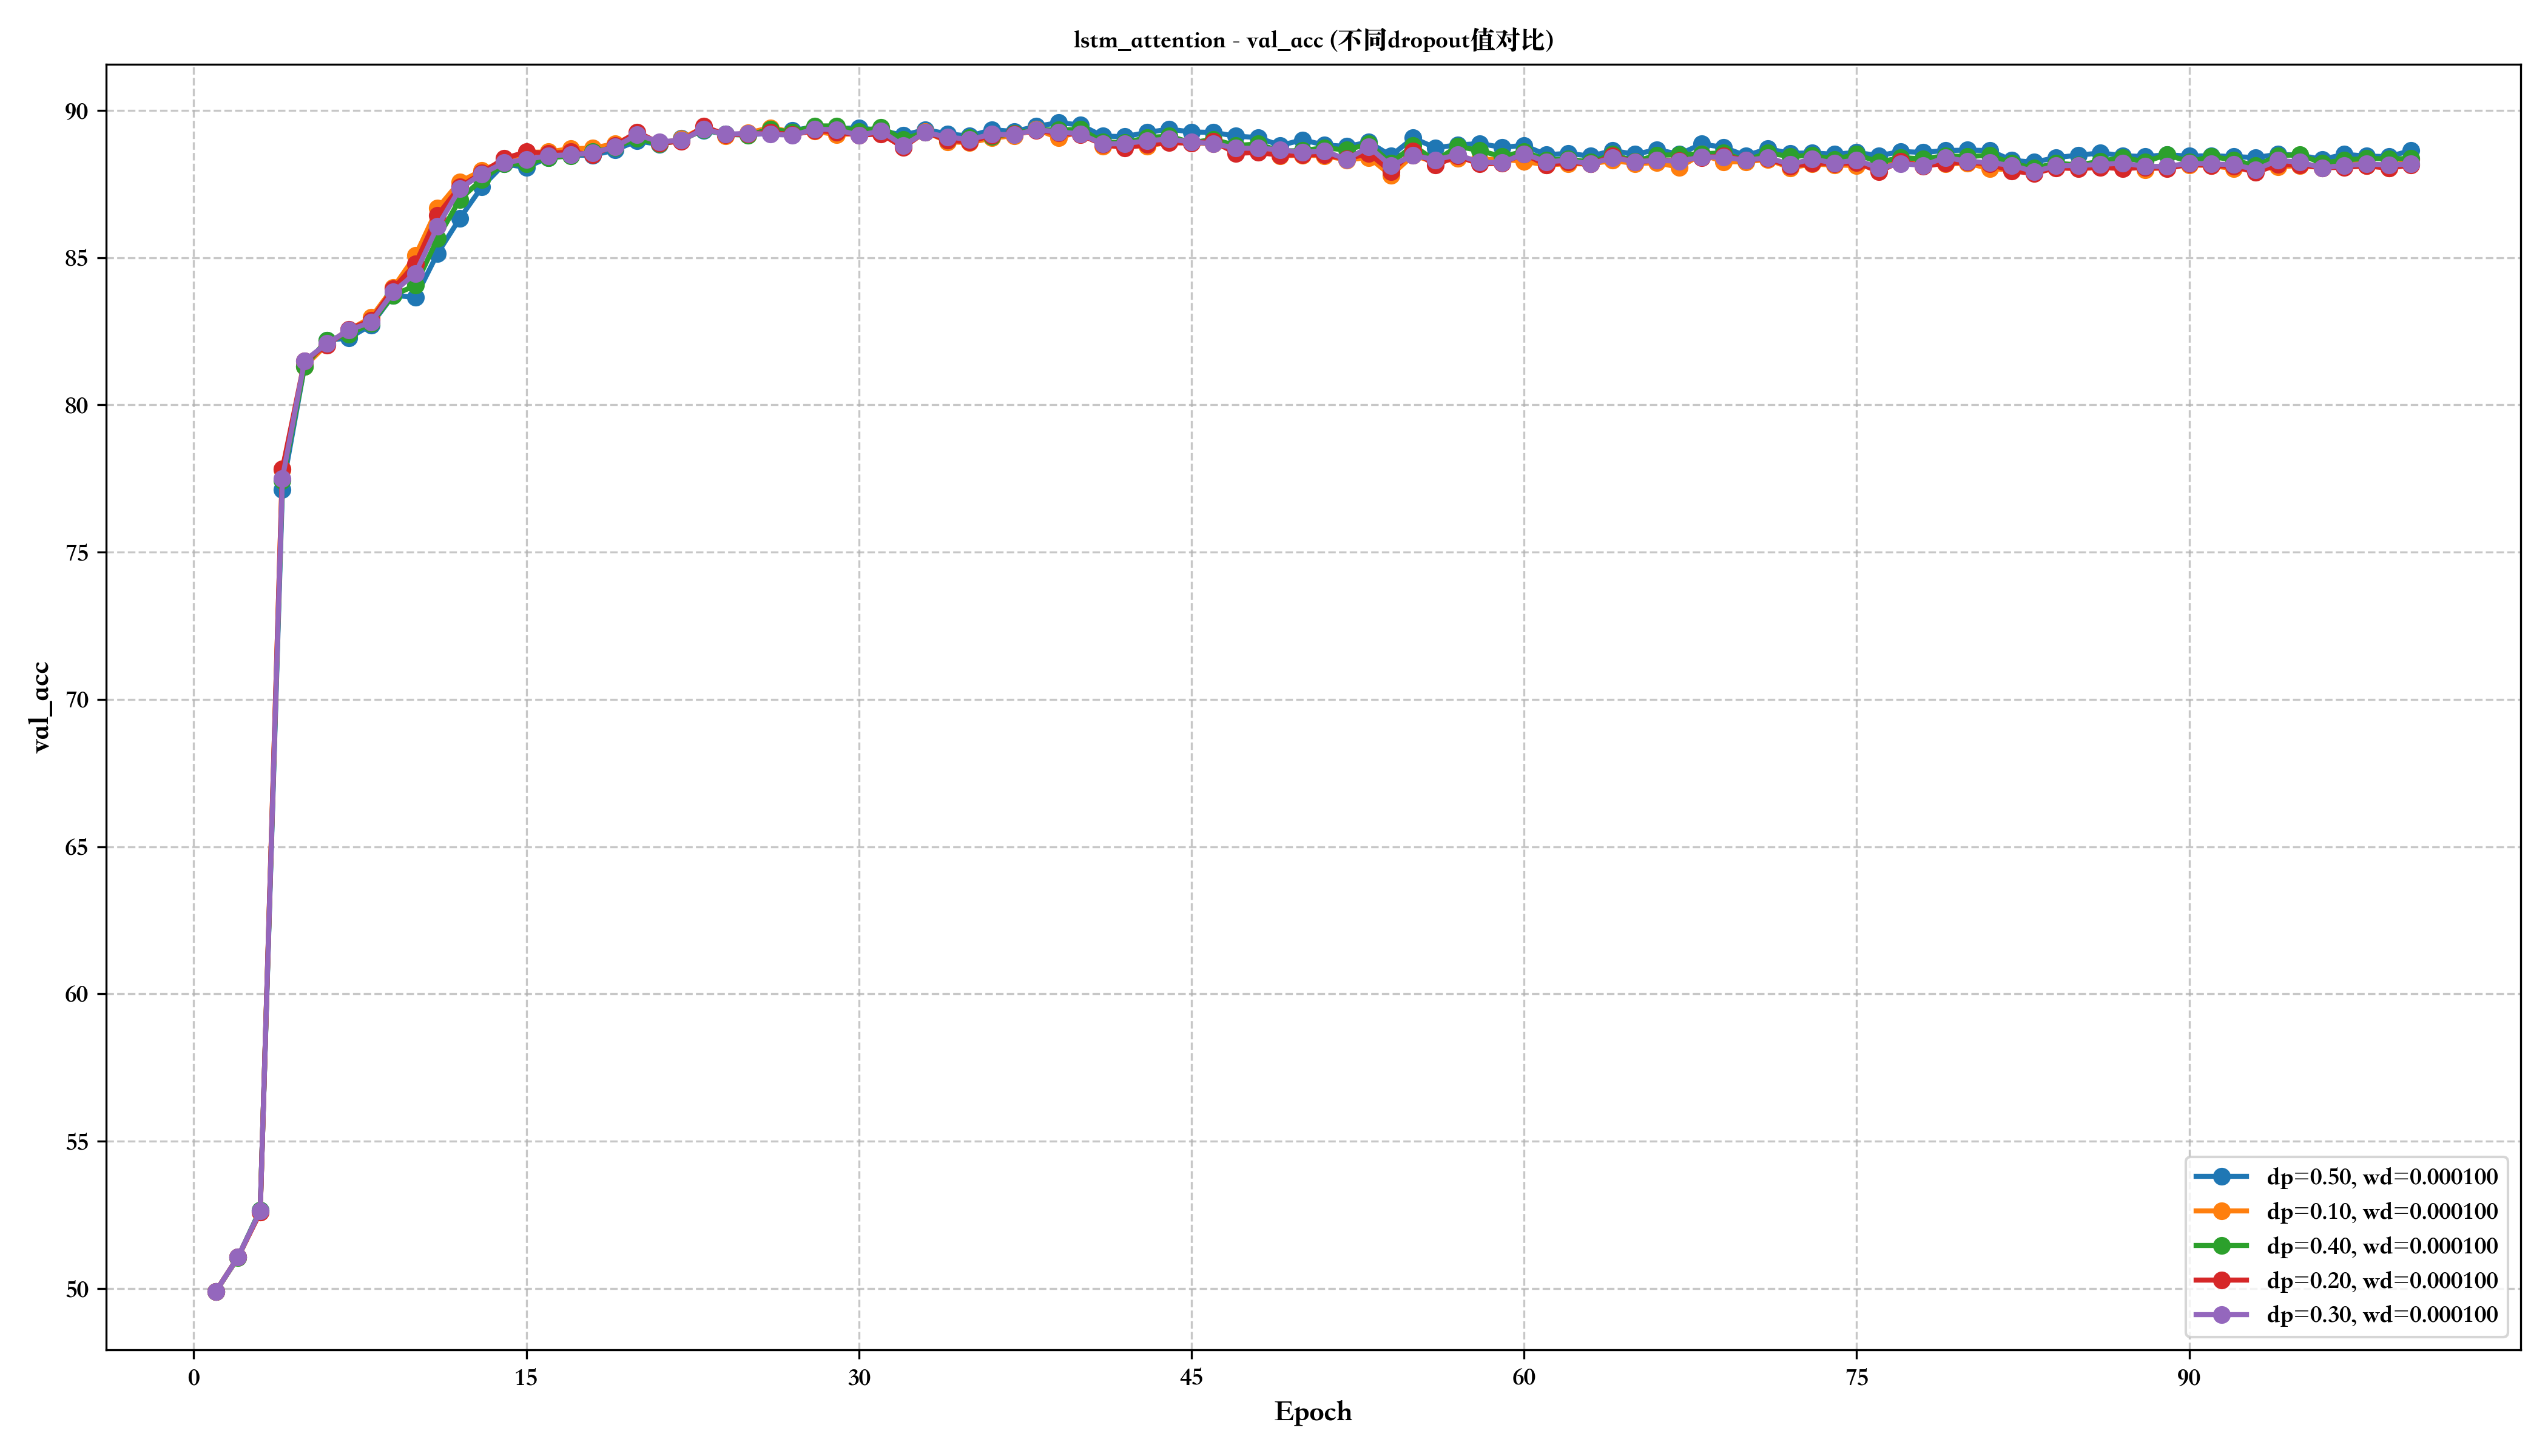 lstm_attention - val_acc (不同dropout值对比)
90
85
80
75
70
65
60
55
50
val_acc
0 15 30 45 60 75 90
Epoch
dp=0.50, wd=0.000100
dp=0.10, wd=0.000100
dp=0.40, wd=0.000100
dp=0.20, wd=0.000100
dp=0.30, wd=0.000100